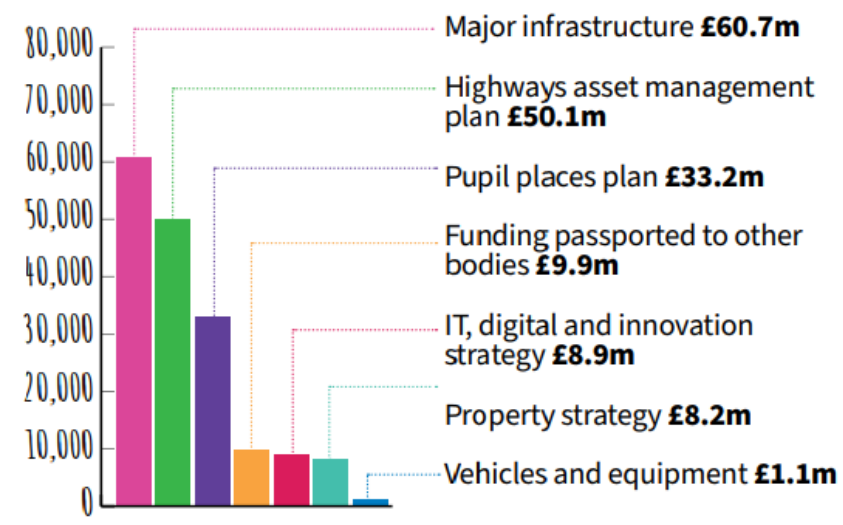 80,000
70,000
60,000
50,000
40,000
30,000
20,000
10,000
0
Major infrastructure £60.7m
Highways asset management
plan £50.1m
Pupil places plan £33.2m
Funding passported to other
bodies £9.9m
IT, digital and innovation
strategy £8.9m
Property strategy £8.2m
Vehicles and equipment £1.1m